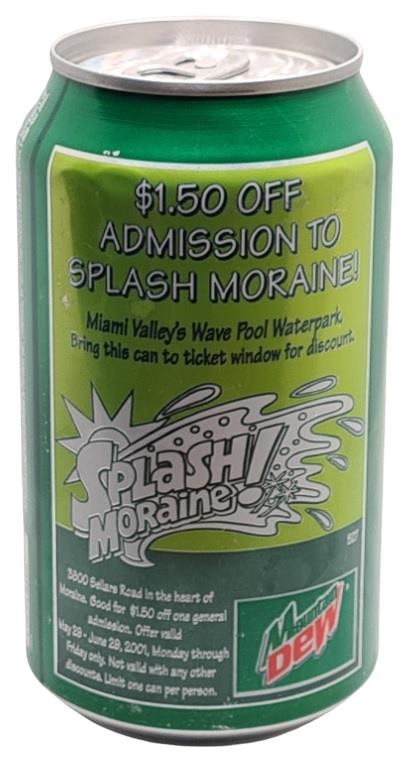 $1.50 OFF
ADMISSION TO
SPLASH MORAINE!
Miami Valley's Wave Pool Waterpark.
Bring this can to ticket window for discount.
SPLASH!
MORaine
3800 Sellars Road in the heart of
Moraine. Good for $1.50 off one general
admission. Offer valid
May 29 - June 29, 2001, Monday through
Friday only. Not valid with any other
discounts. Limit one can per person.
Mountain
DEW